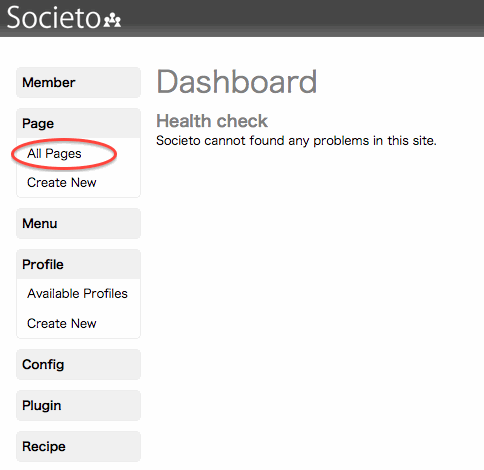 Societo
Member
Page
All Pages
Create New
Menu
Profile
Available Profiles
Create New
Config
Plugin
Recipe
Dashboard
Health check
Societo cannot found any problems in this site.